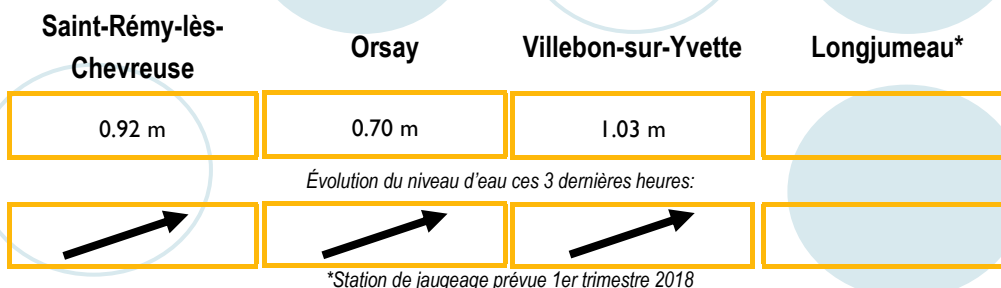 Saint-Rémy-lès-
Chevreuse
Orsay
Villebon-sur-Yvette
Longjumeau*
0.92 m
0.70 m
1.03 m
Évolution du niveau d'eau ces 3 dernières heures:
*Station de jaugeage prévue 1er trimestre 2018